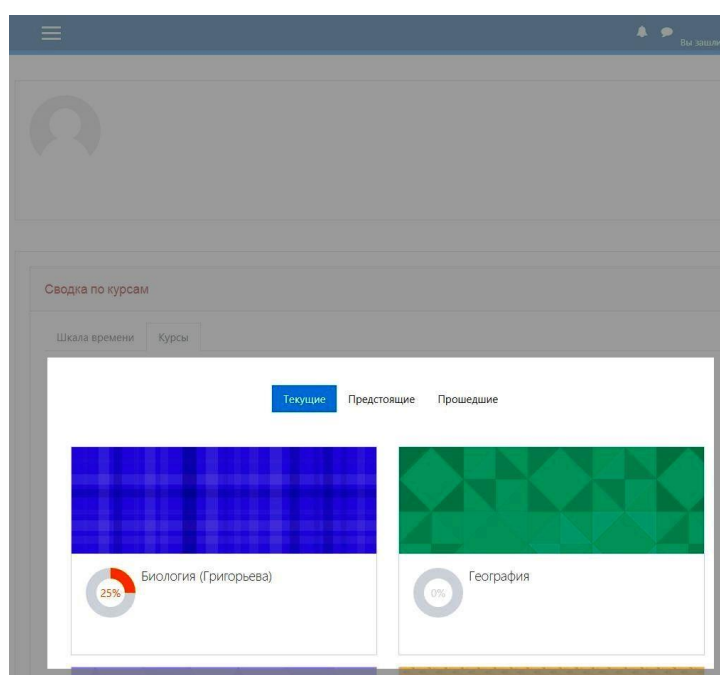 Вы зашли
Сводка по курсам
Шкала времени Курсы
Текущие Предстоящие Прошедшие
Биология (Григорьева)
25%
География
0%